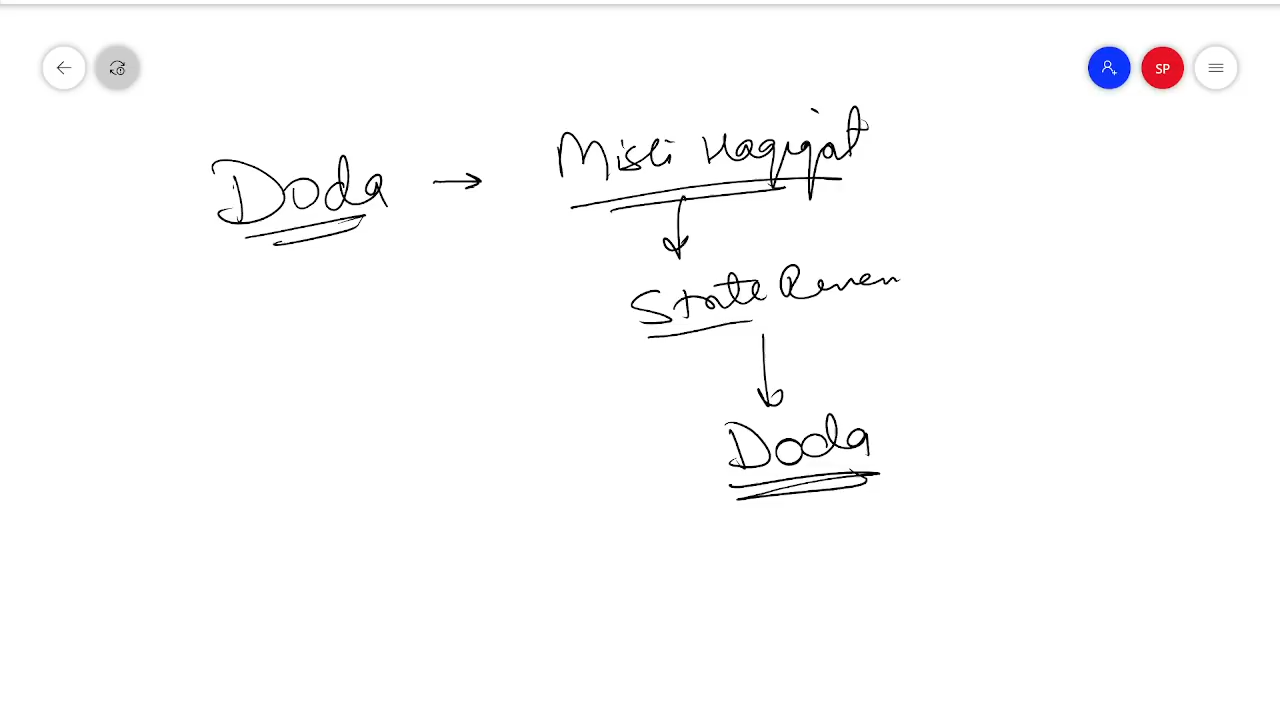 Doda → Misli Haqiqat
State Reven
Doda
SP